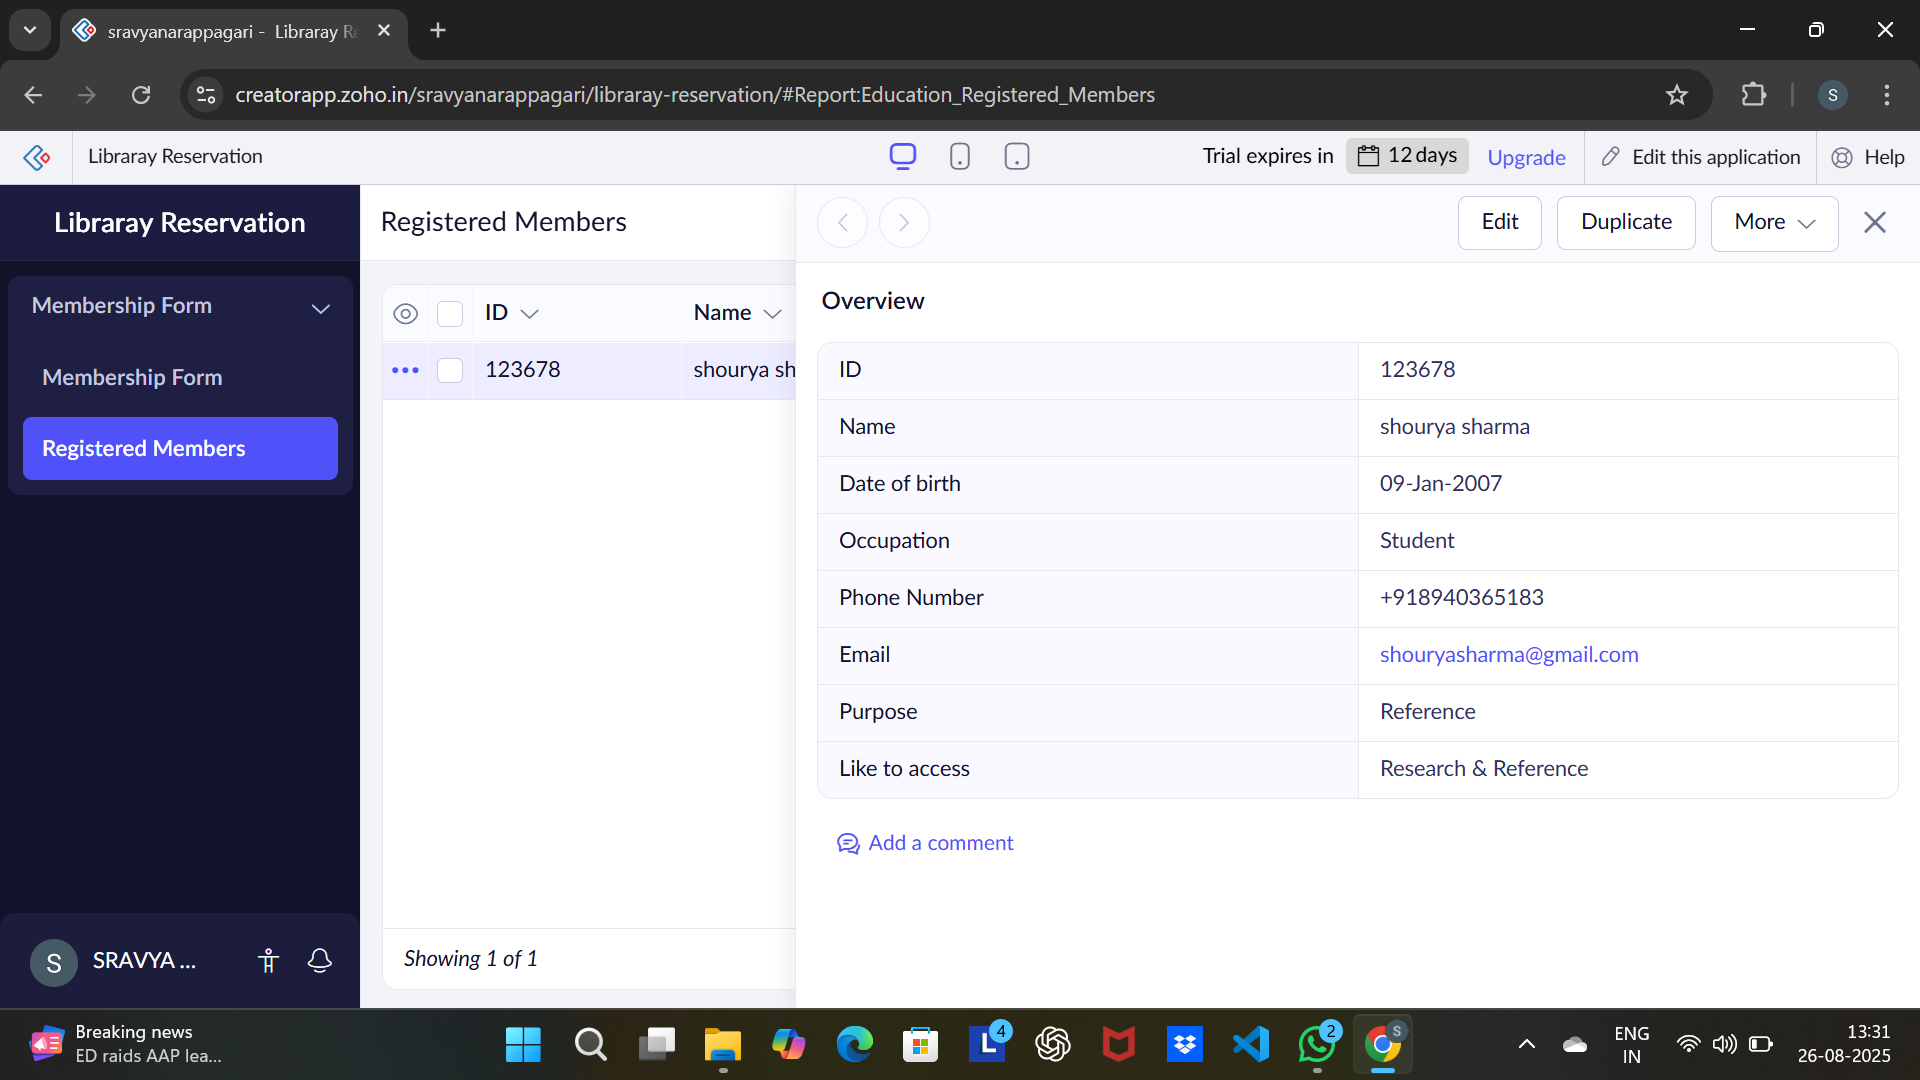 sravyanarappagari - Libraray Re
creatorapp.zoho.in/sravyanarappagari/libraray-reservation/#Report:Education_Registered_Members
S
Libraray Reservation
Trial expires in 12 days
Upgrade
Edit this application
Help
Libraray Reservation
Membership Form
Membership Form
Registered Members
SRAVYA ...
S
Registered Members
ID
Name
123678
shourya sh
Showing 1 of 1
Edit
Duplicate
More
Overview
ID
123678
Name
shourya sharma
Date of birth
09-Jan-2007
Occupation
Student
Phone Number
+918940365183
Email
shouryasharma@gmail.com
Purpose
Reference
Like to access
Research & Reference
Add a comment
Breaking news
ED raids AAP lea...
L
4
2
S
ENG
IN
13:31
26-08-2025